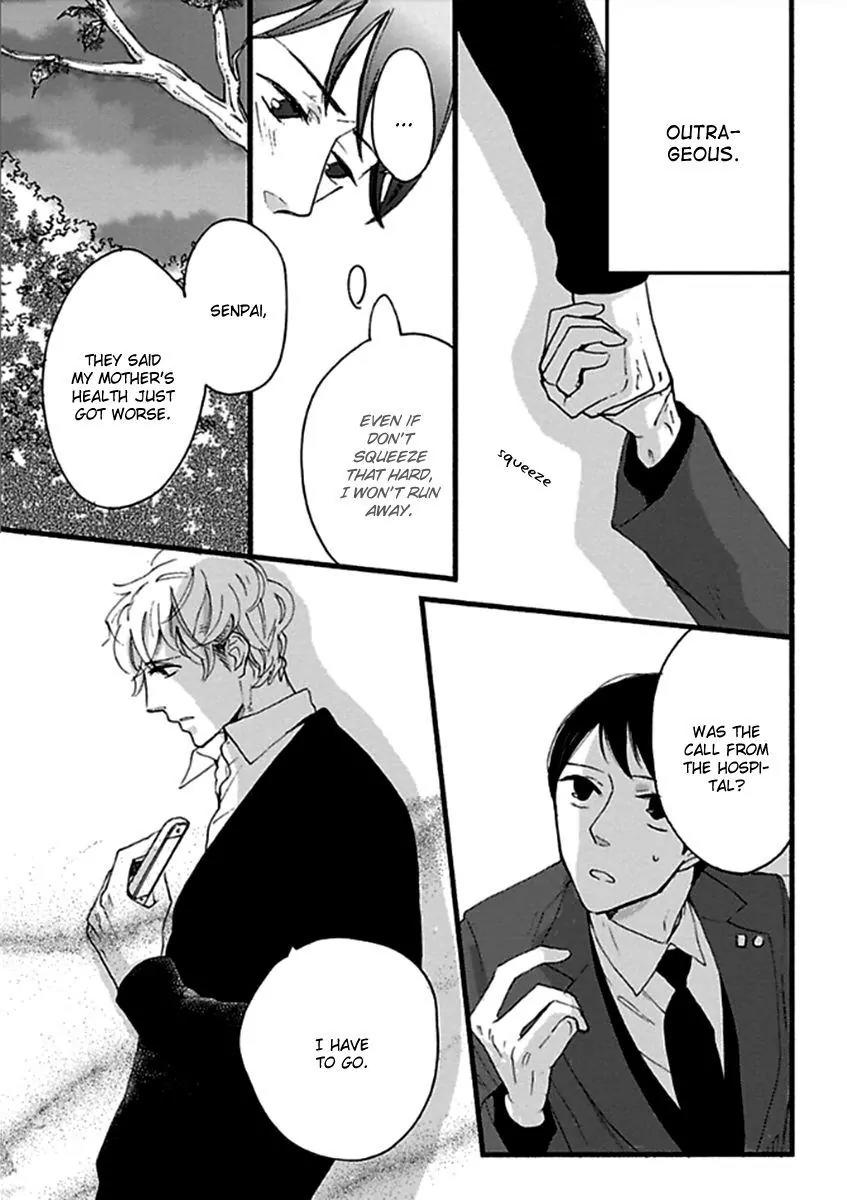 OUTRA-
GEOUS.
squeeze
...
EVEN IF
DON'T
SQUEEZE
THAT HARD,
I WON'T RUN
AWAY.
SENPAI,
THEY SAID
MY MOTHER'S
HEALTH JUST
GOT WORSE.
WAS THE
CALL FROM
THE HOSPI-
TAL?
I HAVE
TO GO.